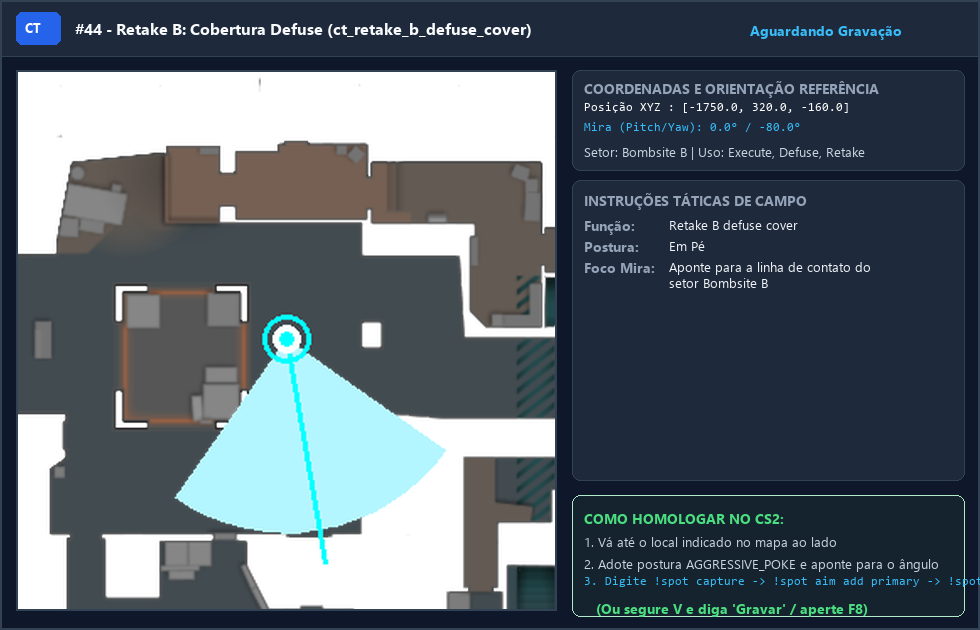 CT
#44 - Retake B: Cobertura Defuse (ct_retake_b_defuse_cover)
Aguardando Gravação
COORDENADAS E ORIENTAÇÃO REFERÊNCIA
Posição XYZ : [-1750.0, 320.0, -160.0]
Mira (Pitch/Yaw): 0.0º / -80.0º
Setor: Bombsite B | Uso: Execute, Defuse, Retake
INSTRUÇÕES TÁTICAS DE CAMPO
Função: Retake B defuse cover
Postura: Em Pé
Foco Mira: Aponte para a linha de contato do
setor Bombsite B
COMO HOMOLOGAR NO CS2:
1. Vá até o local indicado no mapa ao lado
2. Adote postura AGGRESSIVE_POKE e aponte para o ângulo
3. Digite !spot capture -> !spot aim add primary -> !spot
(Ou segure V e diga 'Gravar' / aperte F8)